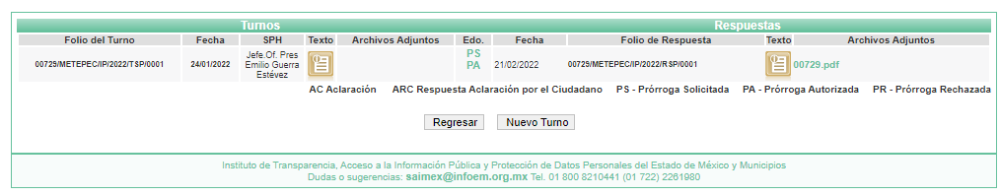 Turnos Respuestas
Folio del Turno Fecha SPH Texto Archivos Adjuntos Edo. Fecha Folio de Respuesta Texto Archivos Adjuntos
00729/METEPEC/IP/2022/TSP/0001 24/01/2022 Jefe.Of. Pres Emilio Guerra Estévez PS PA 21/02/2022 00729/METEPEC/IP/2022/RSP/0001 00729.pdf
AC Aclaración ARC Respuesta Aclaración por el Ciudadano PS - Prórroga Solicitada PA - Prórroga Autorizada PR - Prórroga Rechazada
Regresar Nuevo Turno
Instituto de Transparencia, Acceso a la Información Pública y Protección de Datos Personales del Estado de México y Municipios
Dudas o sugerencias: saimex@infoem.org.mx Tel. 01 800 8210441 (01 722) 2261980